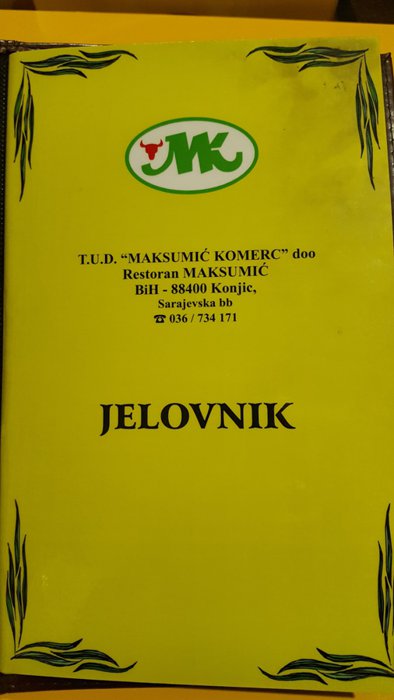 MK
T.U.D. “MAKSUMIĆ KOMERC” doo
Restoran MAKSUMIĆ
BiH - 88400 Konjic,
Sarajevska bb
☎ 036 / 734 171
JELOVNIK